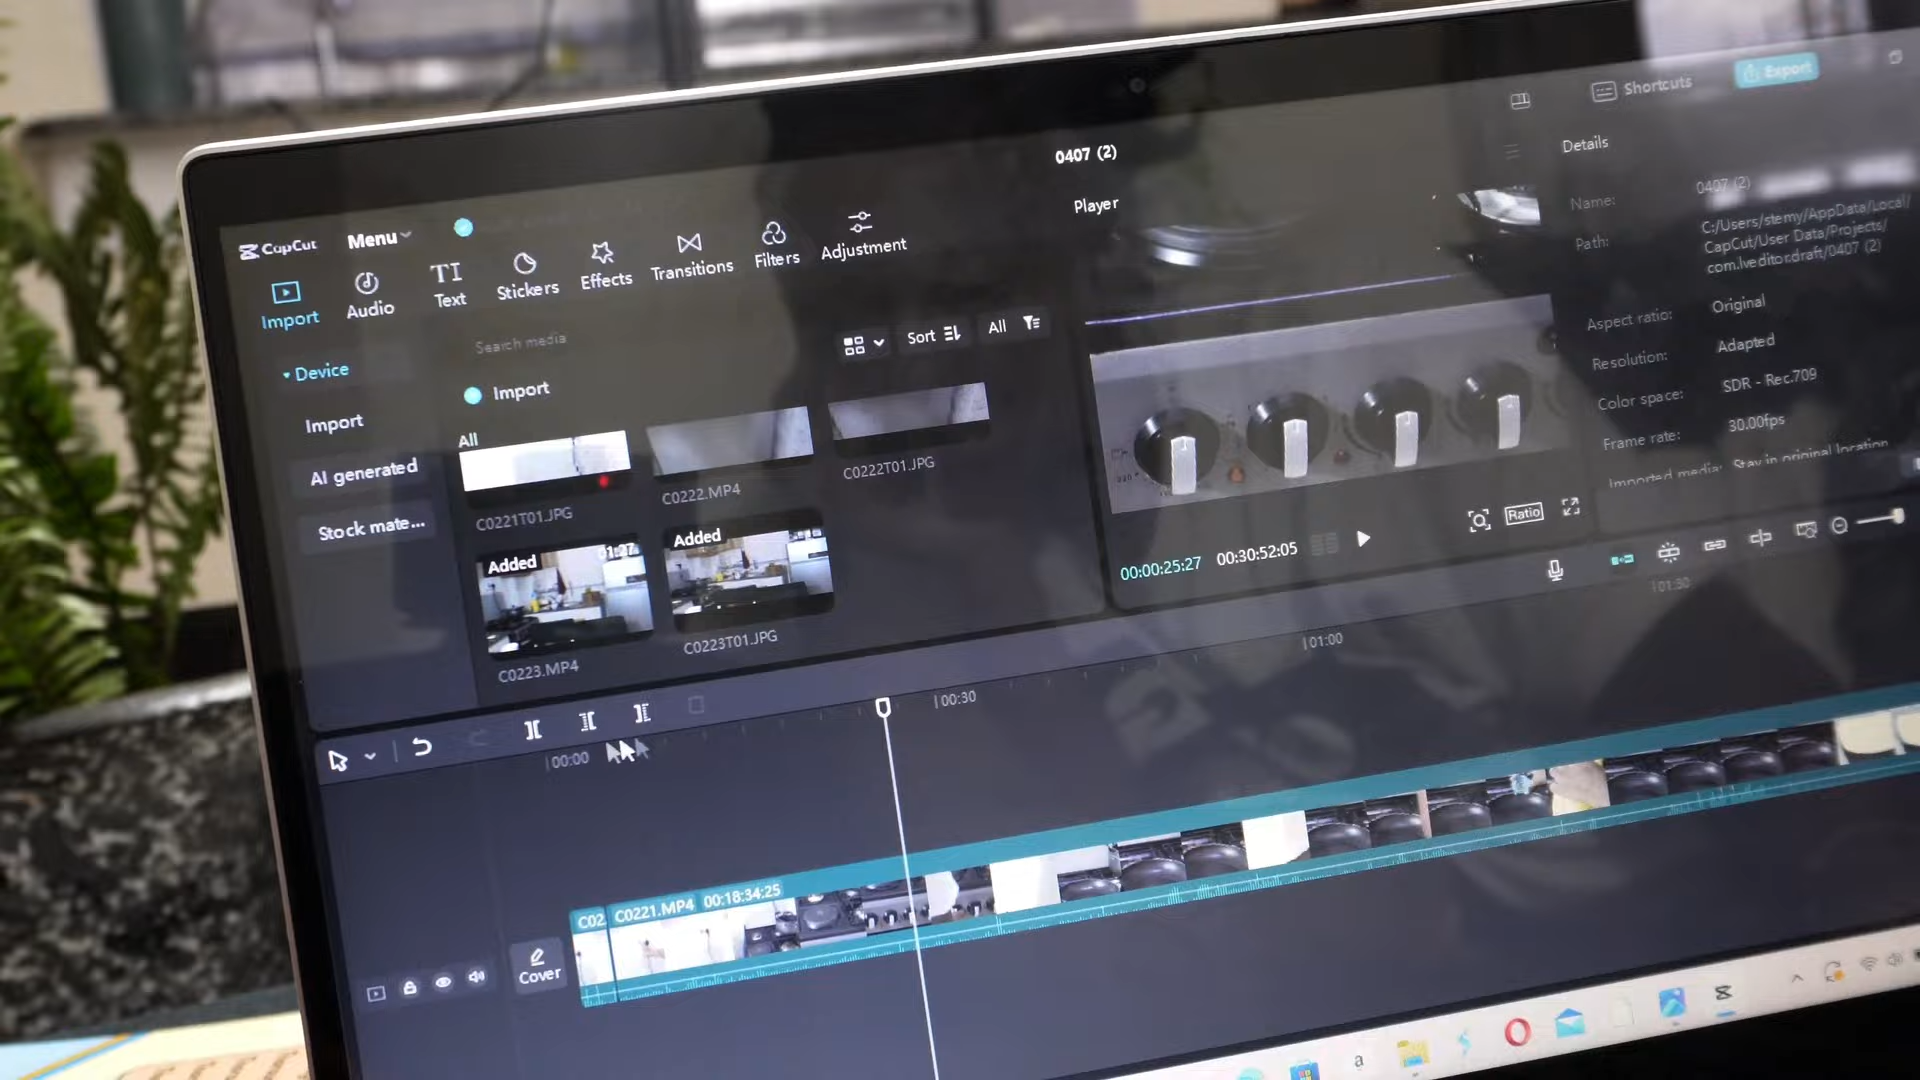 CapCut
Menu
0407 (2)
Shortcuts
Export
Import
Audio
TI
Text
Stickers
Effects
Transitions
Filters
Adjustment
Player
Details
Name:
0407 (2)
Path:
C:/Users/stemy/AppData/Local/
CapCut/User Data/Projects/
com.lveditor.draft/0407 (2)
Aspect ratio:
Original
Resolution:
Adapted
Color space:
SDR - Rec.709
Frame rate:
30.00fps
Imported media:
Stay in original location
Device
Import
AI generated
Stock mate...
Search media
Import
Sort
All
All
C0221T01.JPG
C0222.MP4
C0222T01.JPG
Added
01:27
C0223.MP4
Added
C0223T01.JPG
00:00:25:27
00:30:52:05
Ratio
00:00
00:30
01:00
01:30
Cover
C02
C0221.MP4 00:18:34:25
a